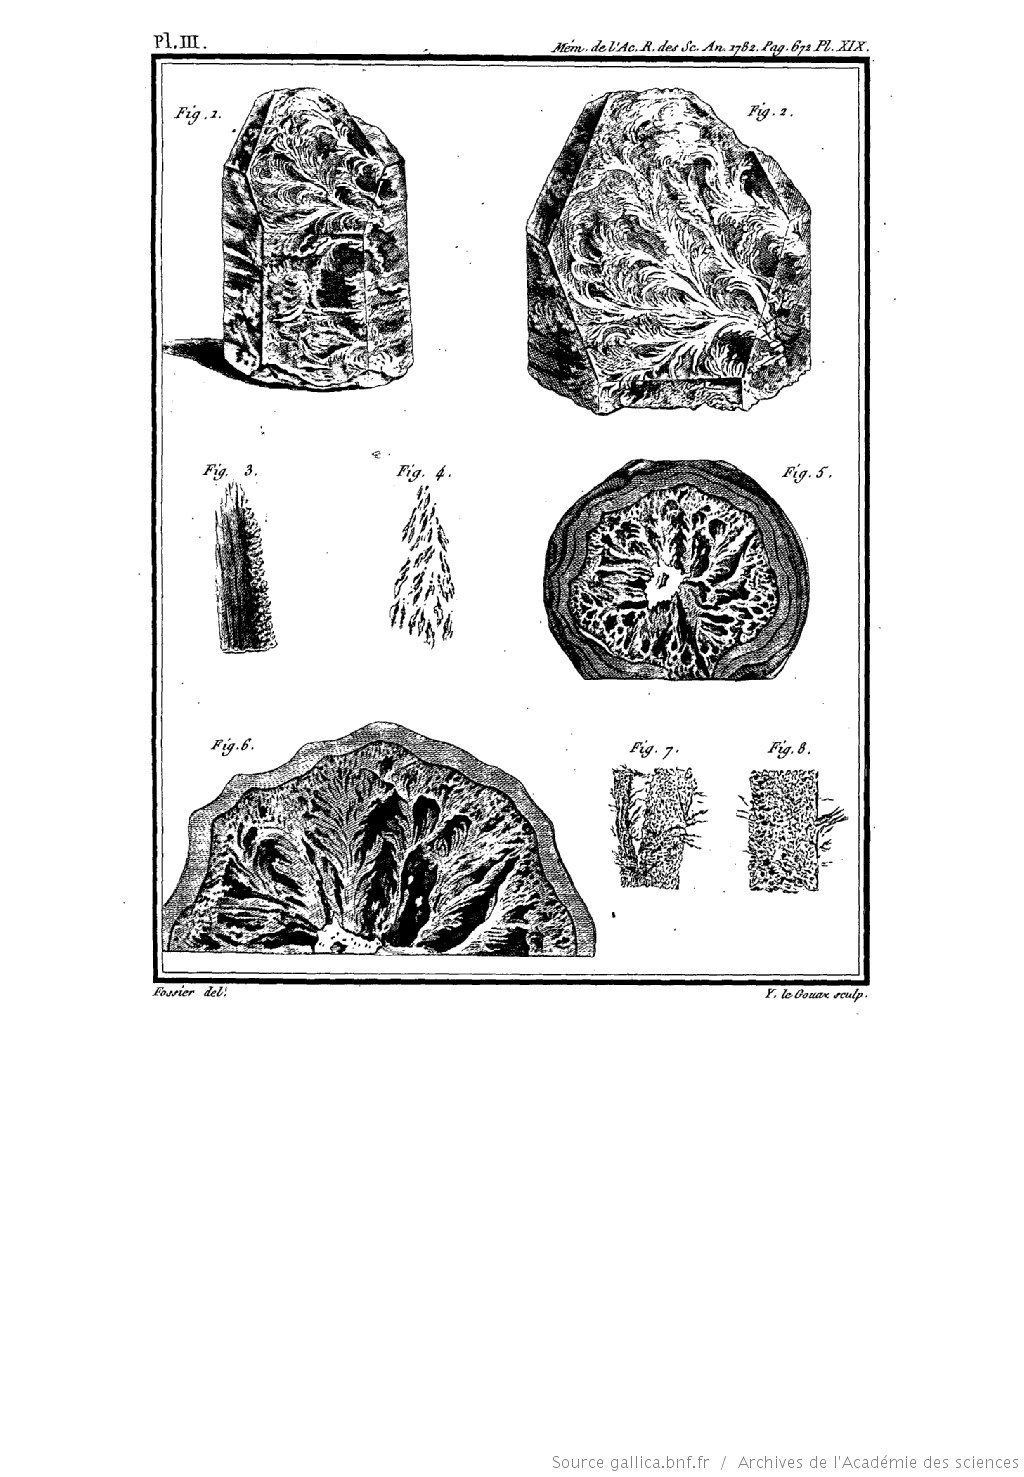 Pl. III.
Mém. de l'Ac. R. des Sc. An. 1782. Pag. 672 Pl. XIX.
Fig. 1.
Fig. 2.
Fig. 3.
Fig. 4.
Fig. 5.
Fig. 6.
Fig. 7.
Fig. 8.
Fossier del.
Y. le Gouaz sculp.
Source gallica.bnf.fr / Archives de l'Académie des sciences